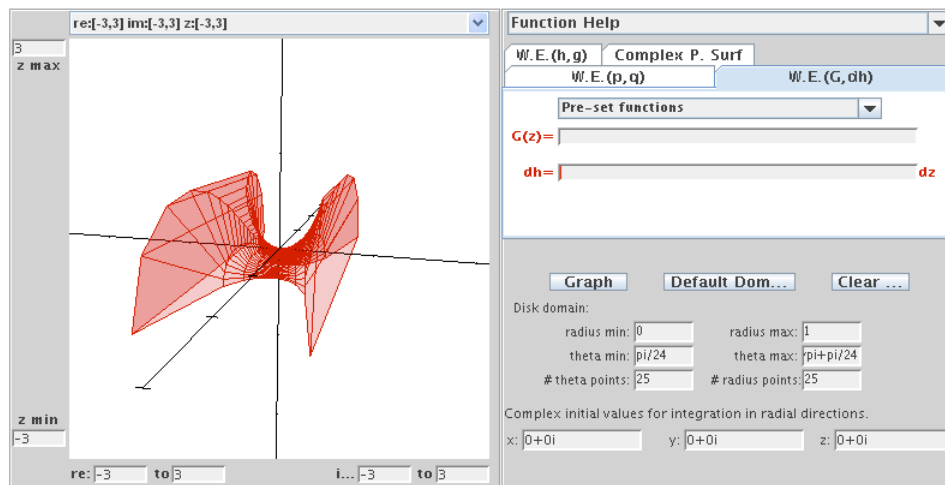 re:[-3,3] im:[-3,3] z:[-3,3]
3
z max
z min
-3
re: -3 to 3 i... -3 to 3
Function Help
W.E.(h,g) Complex P. Surf
W.E.(p,q) W.E.(G,dh)
Pre-set functions
G(z)=
dh= dz
Graph Default Dom... Clear ...
Disk domain:
radius min: 0 radius max: 1
theta min: pi/24 theta max: pi+pi/24
# theta points: 25 # radius points: 25
Complex initial values for integration in radial directions.
x: 0+0i y: 0+0i z: 0+0i